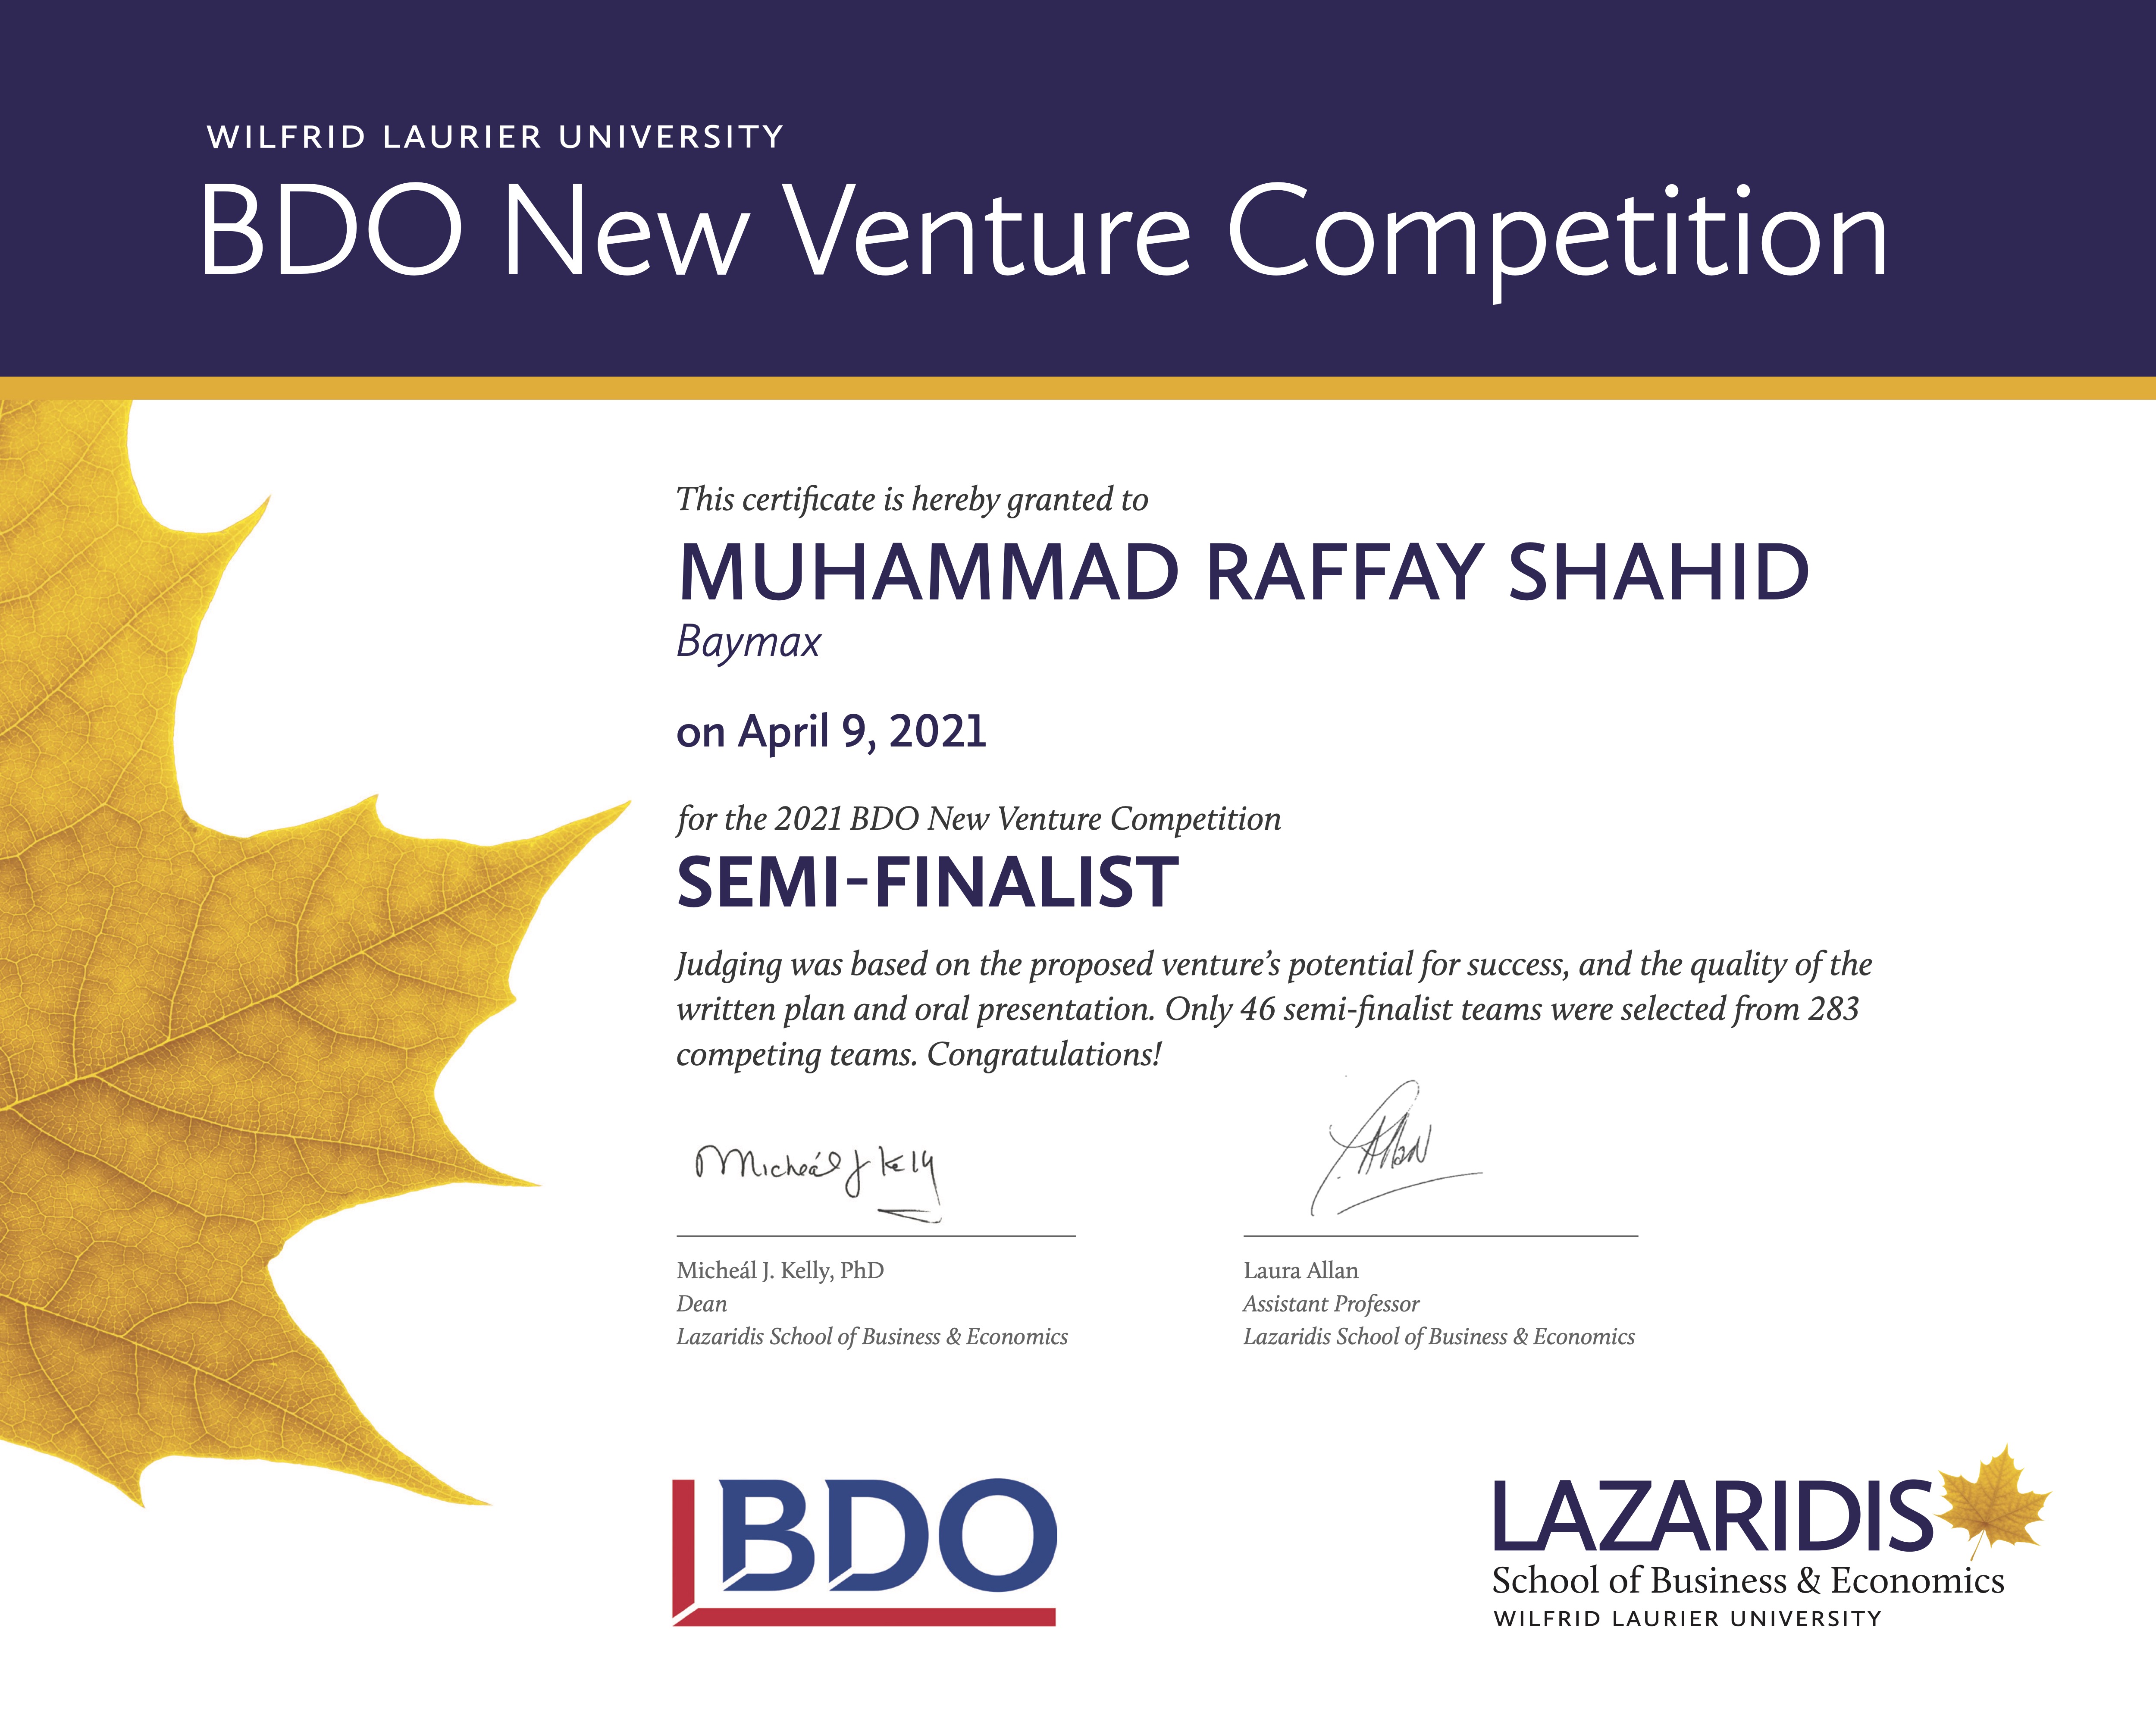 WILFRID LAURIER UNIVERSITY
BDO New Venture Competition
This certificate is hereby granted to
MUHAMMAD RAFFAY SHAHID
Baymax
on April 9, 2021
for the 2021 BDO New Venture Competition
SEMI-FINALIST
Judging was based on the proposed venture’s potential for success, and the quality of the
written plan and oral presentation. Only 46 semi-finalist teams were selected from 283
competing teams. Congratulations!
Micheál J Kelly
L Allan
Micheál J. Kelly, PhD
Dean
Lazaridis School of Business & Economics
Laura Allan
Assistant Professor
Lazaridis School of Business & Economics
BDO
LAZARIDIS
School of Business & Economics
WILFRID LAURIER UNIVERSITY